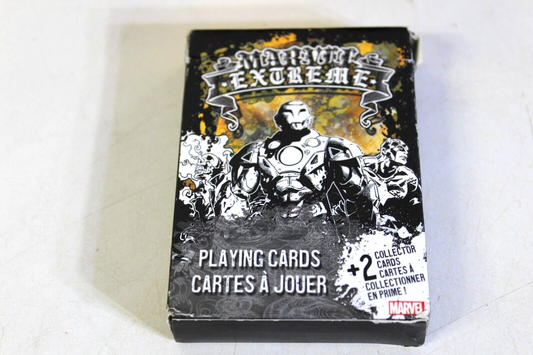 MARVEL
EXTREME
PLAYING CARDS
CARTES À JOUER
+2 COLLECTOR
CARDS
CARTES À
COLLECTIONNER
EN PRIME !
MARVEL